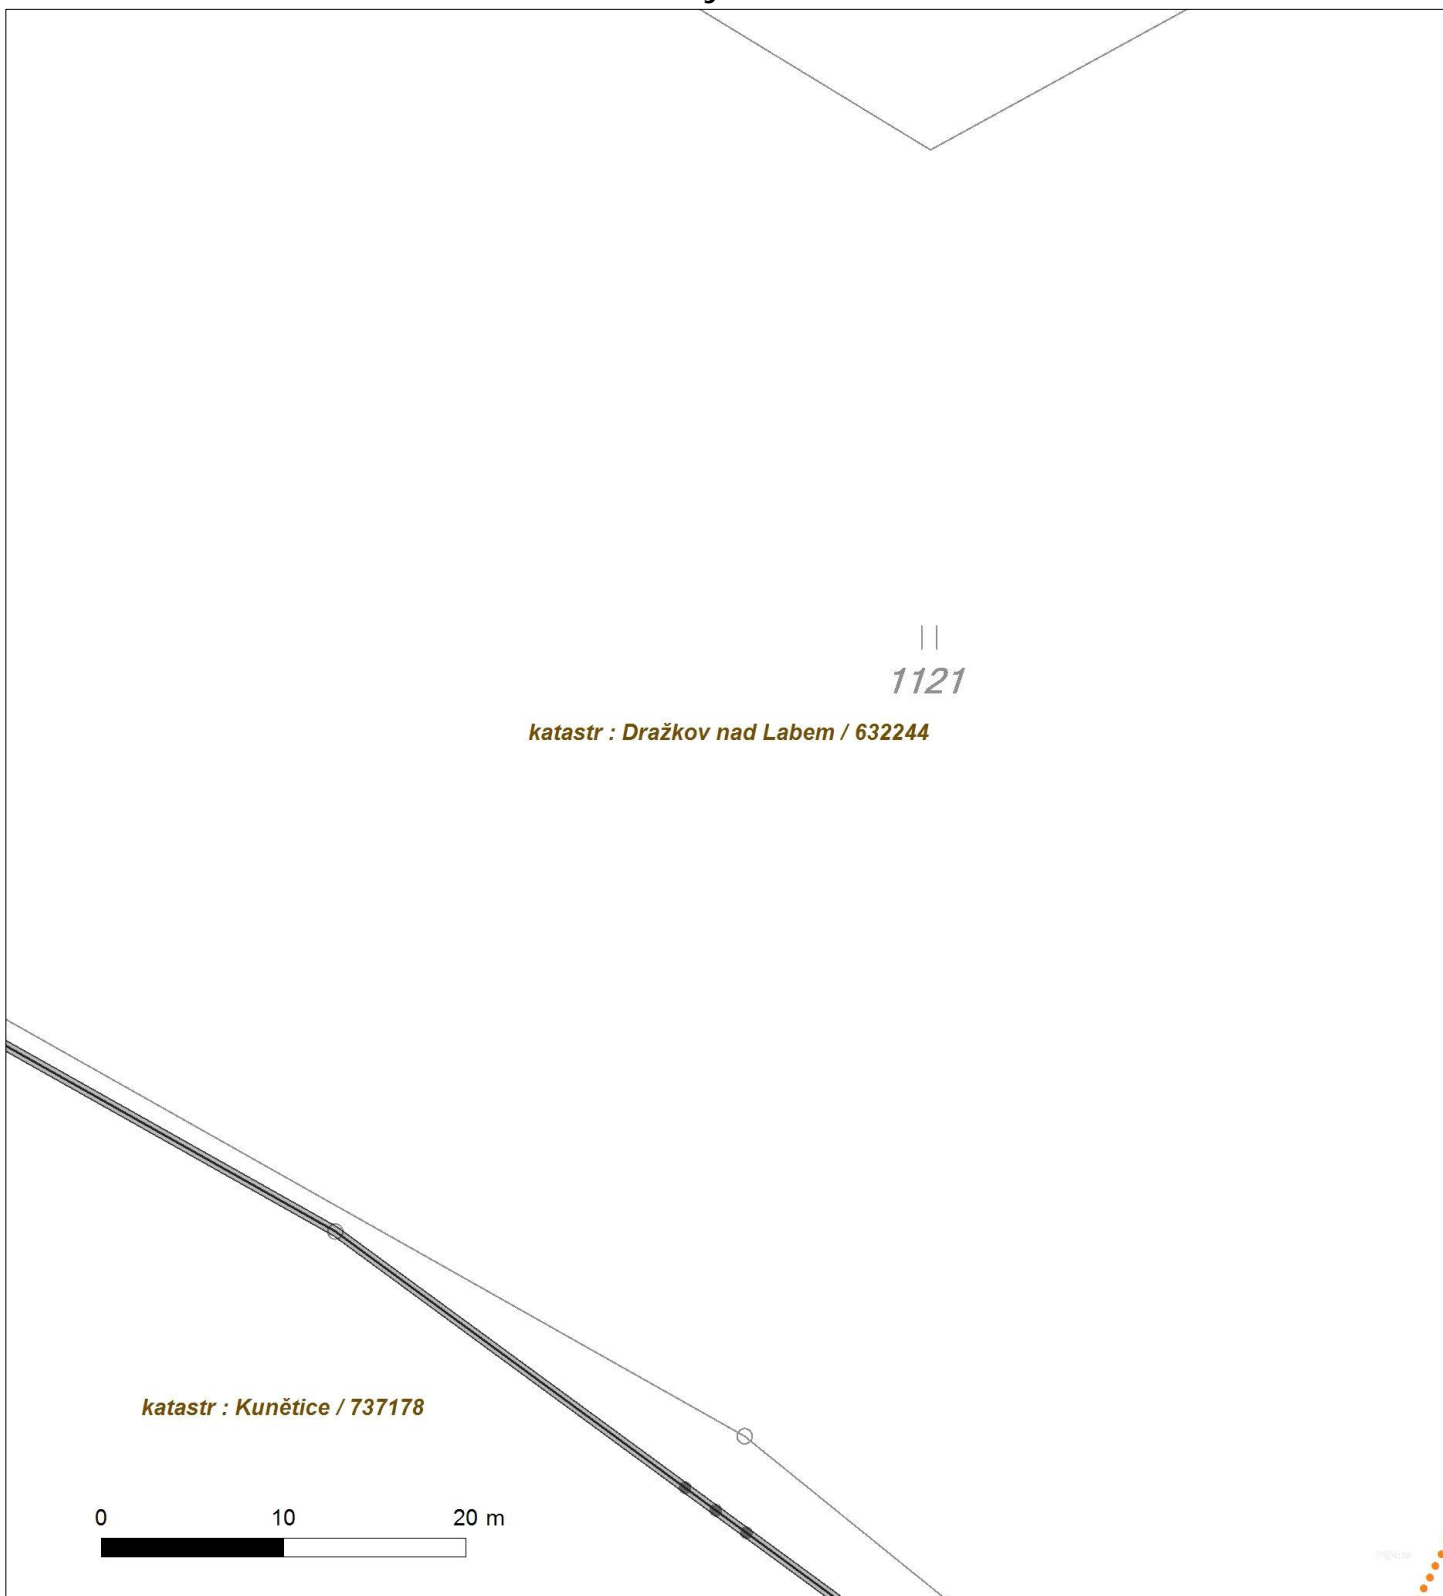 1121
katastr : Dražkov nad Labem / 632244
katastr : Kunětice / 737178
0 10 20 m